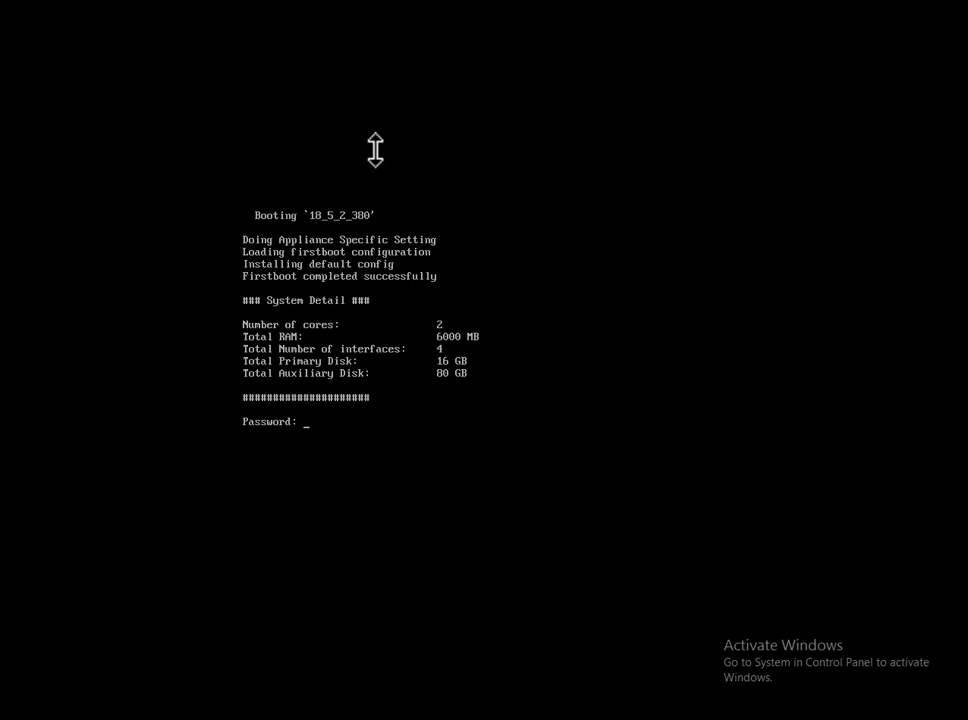 Booting `18_5_2_380'
Doing Appliance Specific Setting
Loading firstboot configuration
Installing default config
Firstboot completed successfully
### System Detail ###
Number of cores: 2
Total RAM: 6000 MB
Total Number of interfaces: 4
Total Primary Disk: 16 GB
Total Auxiliary Disk: 80 GB
#####################
Password: _
Activate Windows
Go to System in Control Panel to activate
Windows.